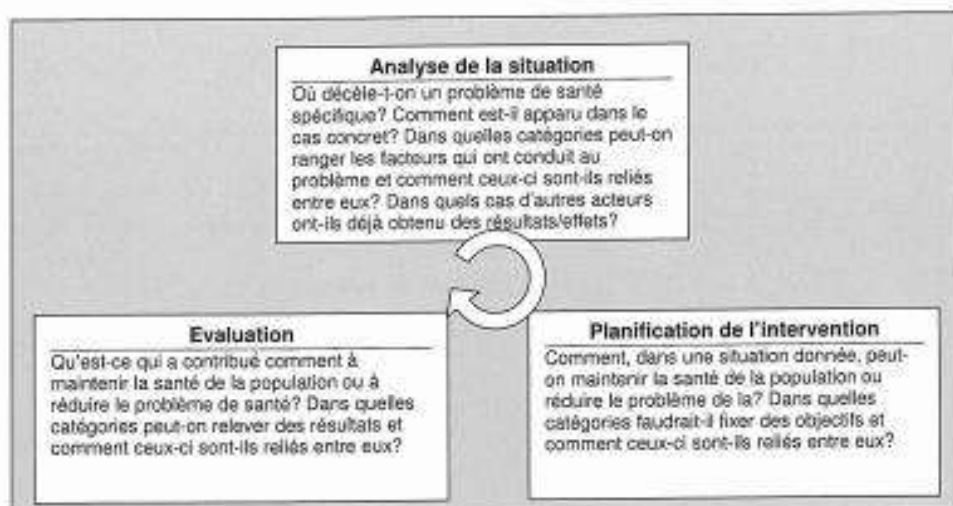 Analyse de la situation
Où décèle-t-on un problème de santé
spécifique? Comment est-il apparu dans le
cas concret? Dans quelles catégories peut-on
ranger les facteurs qui ont conduit au
problème et comment ceux-ci sont-ils reliés
entre eux? Dans quels cas d'autres acteurs
ont-ils déjà obtenu des résultats/effets?
Evaluation
Qu'est-ce qui a contribué comment à
maintenir la santé de la population ou à
réduire le problème de santé? Dans quelles
catégories peut-on relever des résultats et
comment ceux-ci sont-ils reliés entre eux?
Planification de l'intervention
Comment, dans une situation donnée, peut-
on maintenir la santé de la population ou
réduire le problème de la? Dans quelles
catégories faudrait-il fixer des objectifs et
comment ceux-ci sont-ils reliés entre eux?